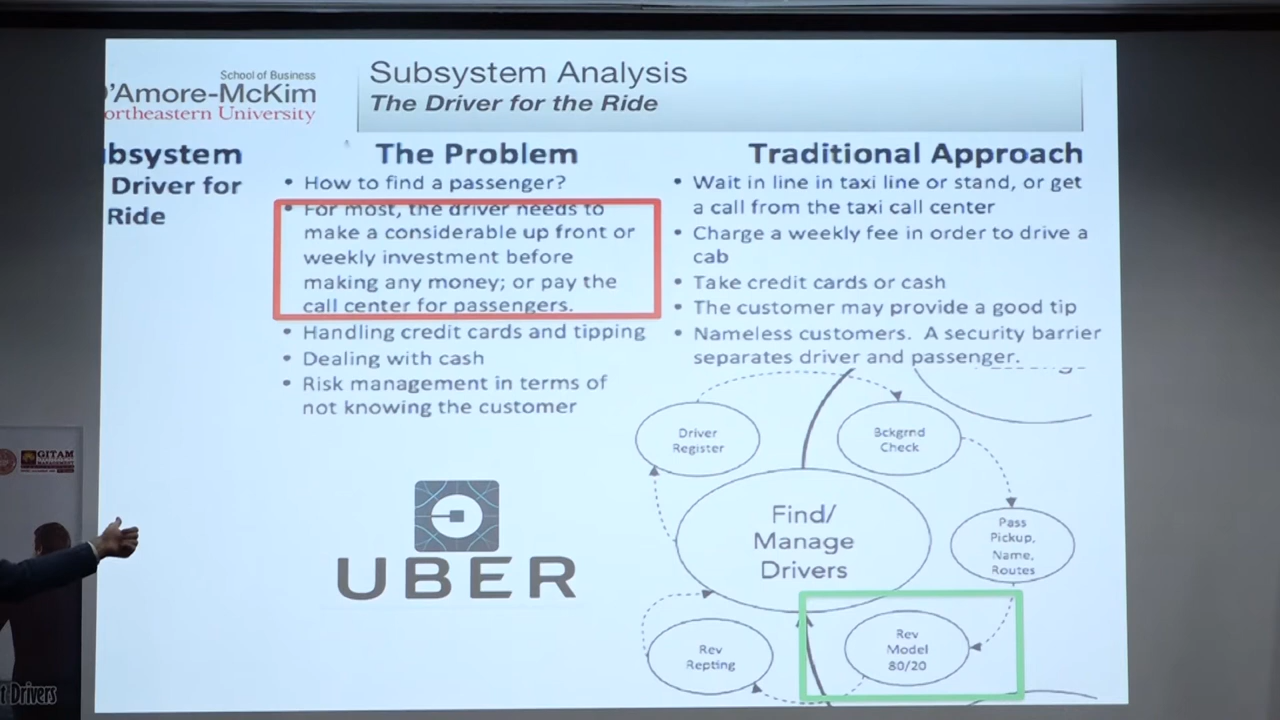 School of Business
D'Amore-McKim
ortheastern University
Subsystem Analysis
The Driver for the Ride
bsystem
Driver for
Ride
The Problem
• How to find a passenger?
• For most, the driver needs to
make a considerable up front or
weekly investment before
making any money; or pay the
call center for passengers.
• Handling credit cards and tipping
• Dealing with cash
• Risk management in terms of
not knowing the customer
Traditional Approach
• Wait in line in taxi line or stand, or get
a call from the taxi call center
• Charge a weekly fee in order to drive a
cab
• Take credit cards or cash
• The customer may provide a good tip
• Nameless customers. A security barrier
separates driver and passenger.
UBER
Driver
Register
Bckgrnd
Check
Find/
Manage
Drivers
Pass
Pickup,
Name,
Routes
Rev
Model
80/20
Rev
Repting
GITAM
t Drivers